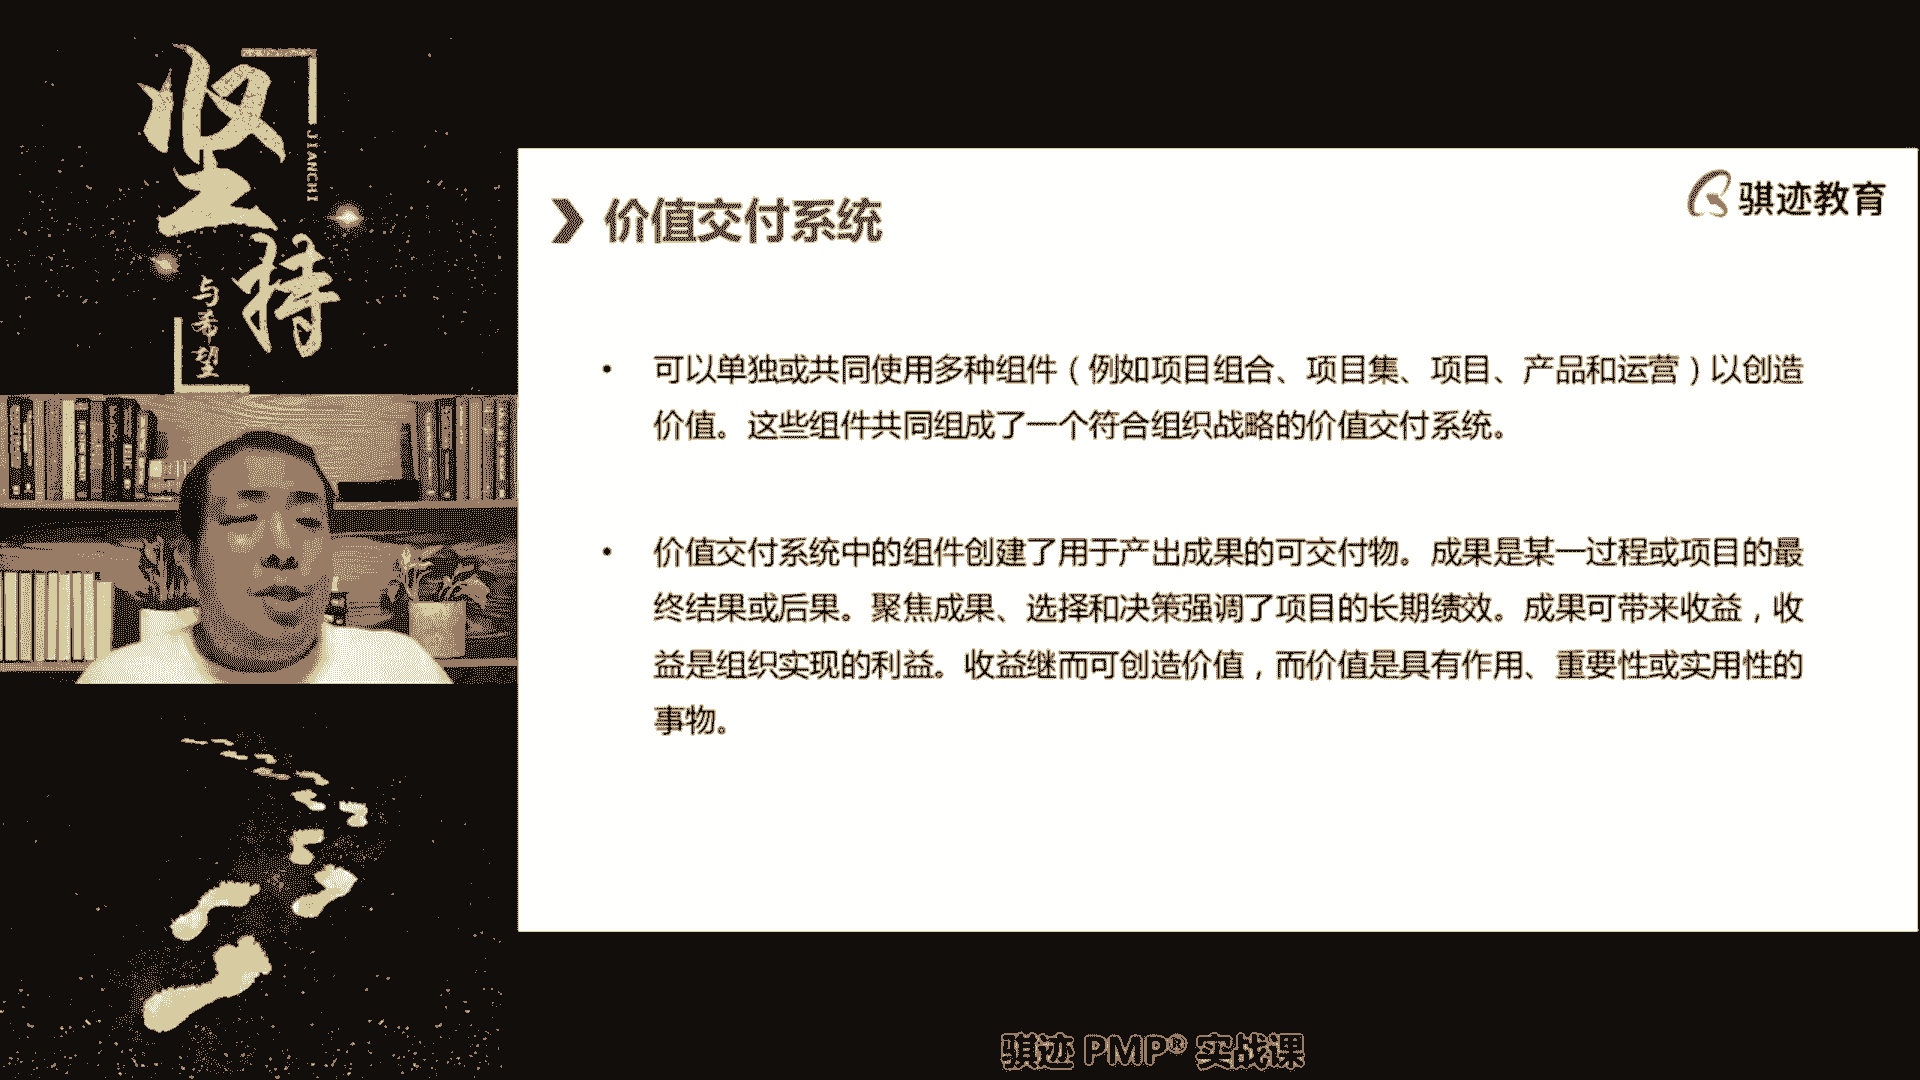 坚持
JIANCHI
与希望
骐迹教育
价值交付系统
• 可以单独或共同使用多种组件（例如项目组合、项目集、项目、产品和运营）以创造
价值。这些组件共同组成了一个符合组织战略的价值交付系统。
• 价值交付系统中的组件创建了用于产出成果的可交付物。成果是某一过程或项目的最
终结果或后果。聚焦成果、选择和决策强调了项目的长期绩效。成果可带来收益，收
益是组织实现的利益。收益继而可创造价值，而价值是具有作用、重要性或实用性的
事物。
骐迹 PMP® 实战课